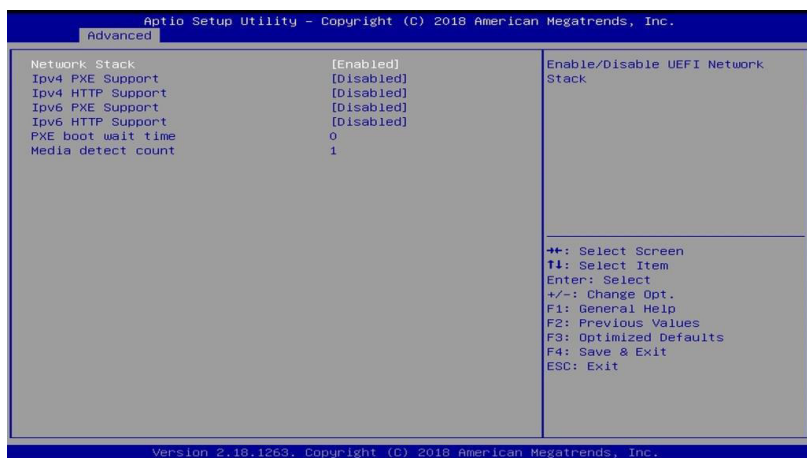 Aptio Setup Utility – Copyright (C) 2018 American Megatrends, Inc.
Advanced
Network Stack [Enabled]
Ipv4 PXE Support [Disabled]
Ipv4 HTTP Support [Disabled]
Ipv6 PXE Support [Disabled]
Ipv6 HTTP Support [Disabled]
PXE boot wait time 0
Media detect count 1
Enable/Disable UEFI Network
Stack
→←: Select Screen
↑↓: Select Item
Enter: Select
+/-: Change Opt.
F1: General Help
F2: Previous Values
F3: Optimized Defaults
F4: Save & Exit
ESC: Exit
Version 2.18.1263. Copyright (C) 2018 American Megatrends, Inc.